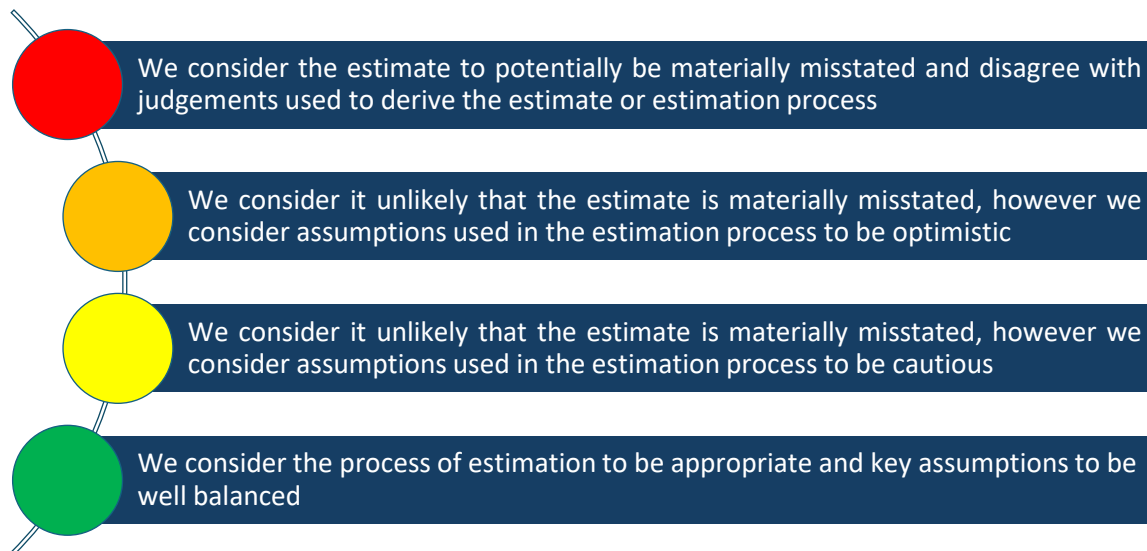 We consider the estimate to potentially be materially misstated and disagree with
judgements used to derive the estimate or estimation process
We consider it unlikely that the estimate is materially misstated, however we
consider assumptions used in the estimation process to be optimistic
We consider it unlikely that the estimate is materially misstated, however we
consider assumptions used in the estimation process to be cautious
We consider the process of estimation to be appropriate and key assumptions to be
well balanced